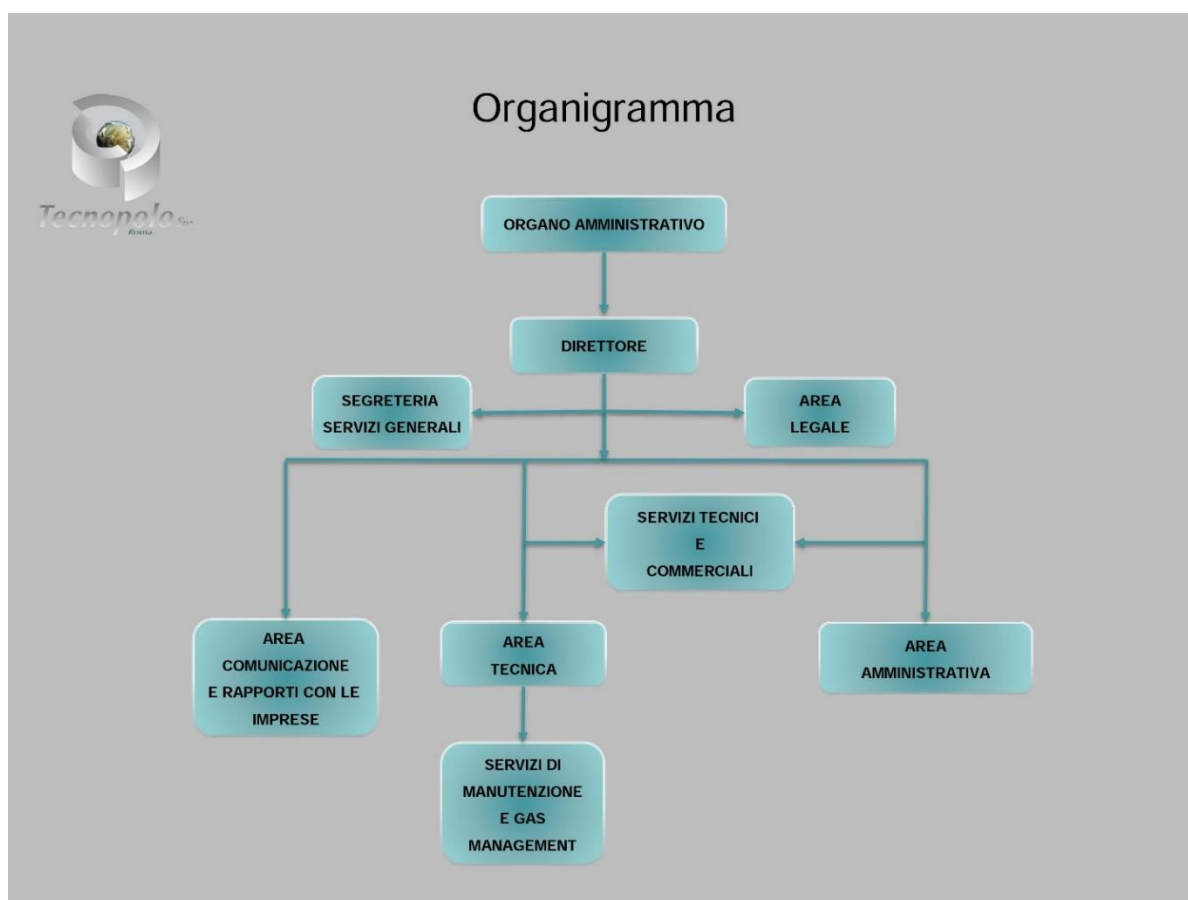 Organigramma
Tecnopolo Spa
Roma
ORGANO AMMINISTRATIVO
DIRETTORE
SEGRETERIA
SERVIZI GENERALI
AREA
LEGALE
SERVIZI TECNICI
E
COMMERCIALI
AREA
COMUNICAZIONE
E RAPPORTI CON LE
IMPRESE
AREA
TECNICA
AREA
AMMINISTRATIVA
SERVIZI DI
MANUTENZIONE
E GAS
MANAGEMENT